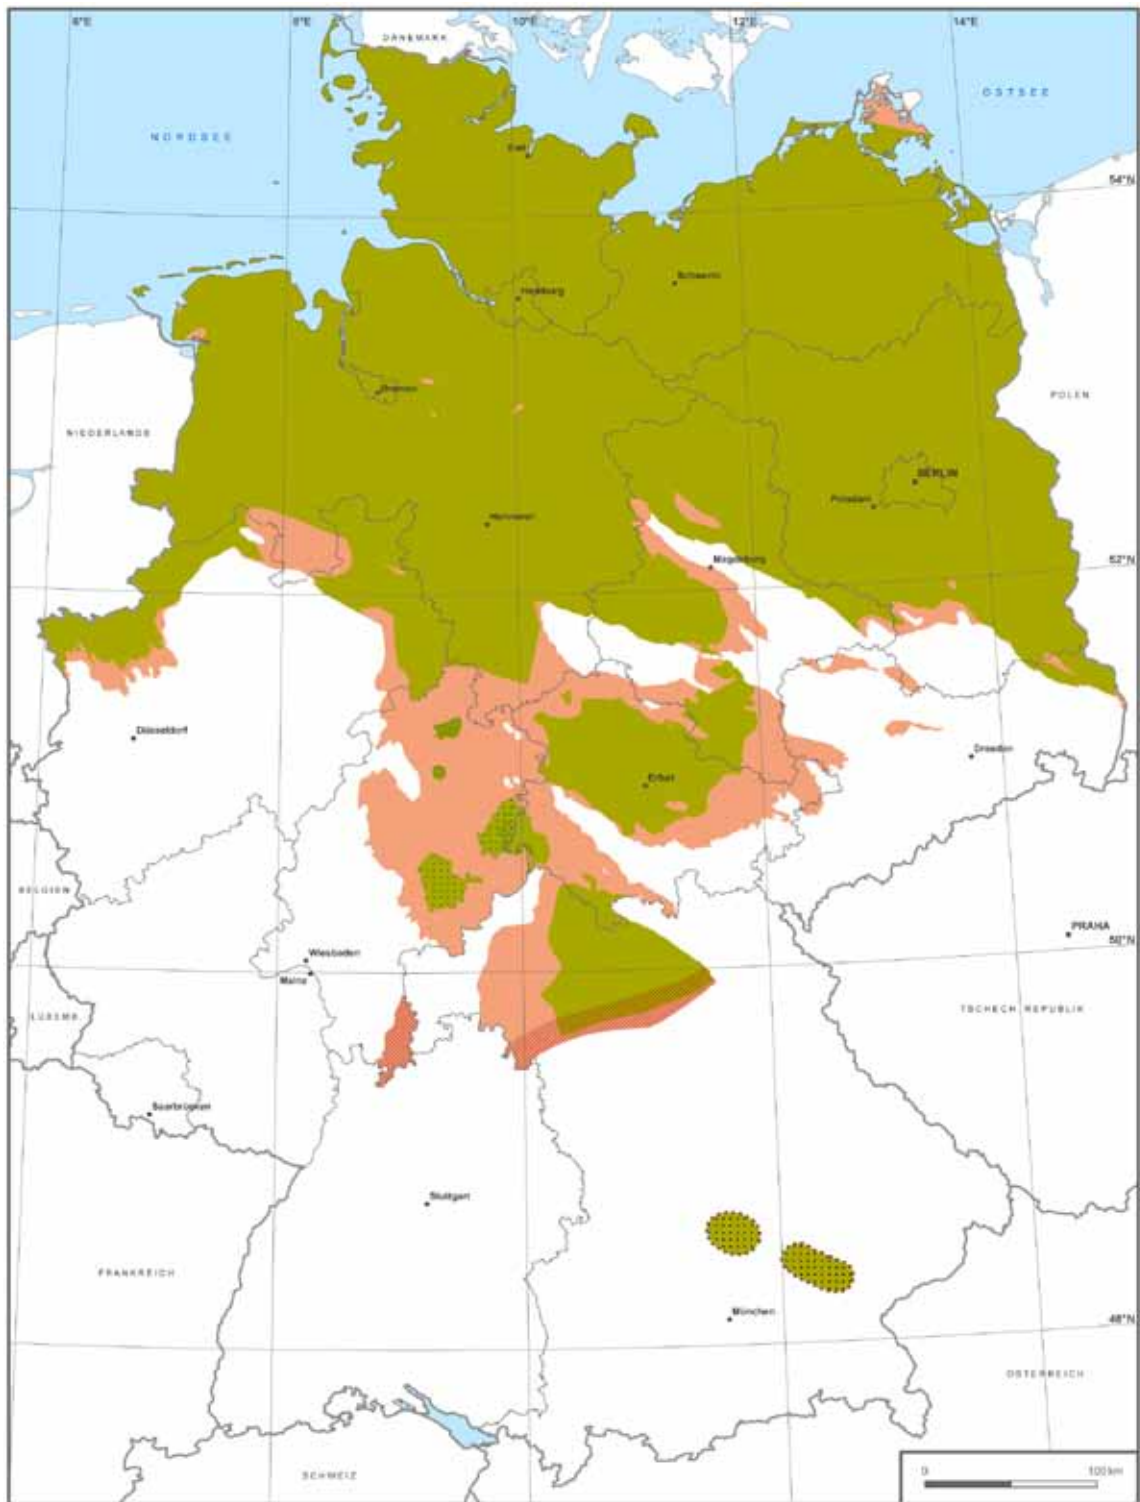 6°E 8°E 10°E 12°E 14°E
DÄNEMARK
OSTSEE
NORDSEE
Kiel
54°N
Schwerin
Hamburg
Bremen
POLEN
NIEDERLANDE
BERLIN
Potsdam
Hannover
52°N
Magdeburg
Düsseldorf
Dresden
Erfurt
BELGIEN
PRAHA
50°N
Wiesbaden
Mainz
LUXEMB.
TSCHECH. REPUBLIK
Saarbrücken
Stuttgart
FRANKREICH
München
48°N
ÖSTERREICH
SCHWEIZ
0 100 km